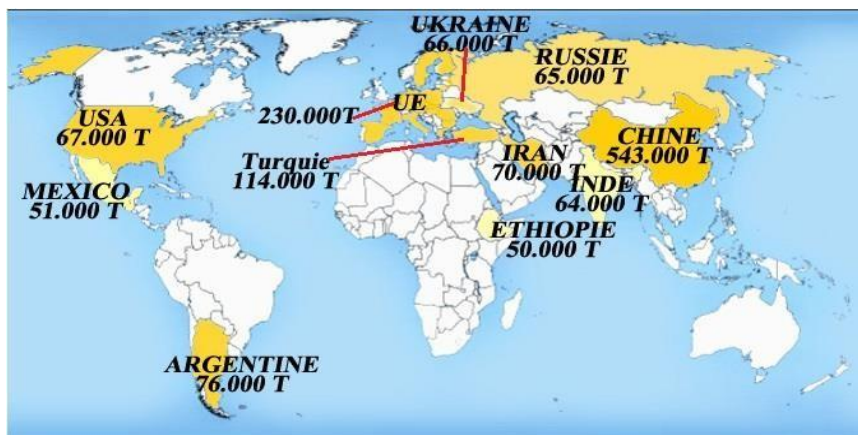 UKRAINE
66.000 T
RUSSIE
65.000 T
USA
67.000 T
230.000T
UE
CHINE
543.000 T
Turquie
114.000 T
IRAN
70.000 T
MEXICO
51.000 T
INDE
64.000 T
ETHIOPIE
50.000 T
ARGENTINE
76.000 T